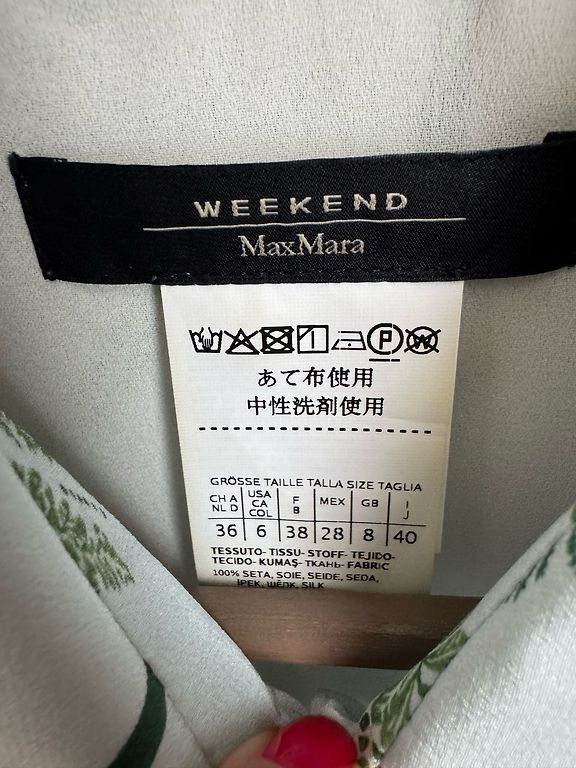 WEEKEND
MaxMara
P W
あて布使用
中性洗剤使用
GRÖSSE TAILLE TALLA SIZE TAGLIA
CH A NL D USA CA COL F B MEX GB I J
36 6 38 28 8 40
TESSUTO- TISSU- STOFF- TEJIDO-
TECIDO- KUMAŞ- ТКАНЬ- FABRIC
100% SETA, SOIE, SEIDE, SEDA,
İPEK, ШЁЛК, SILK